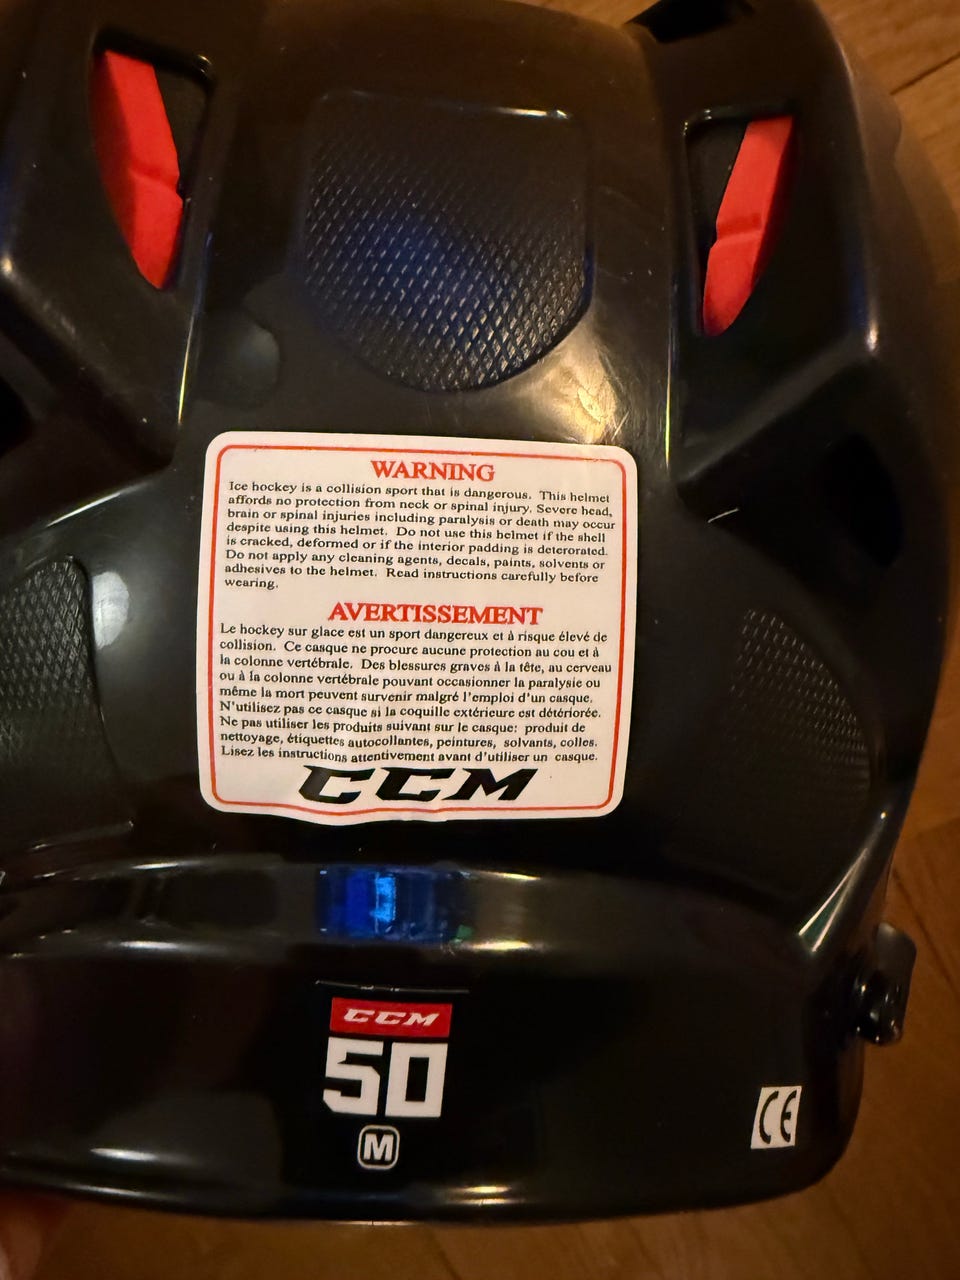 WARNING
Ice hockey is a collision sport that is dangerous. This helmet
affords no protection from neck or spinal injury. Severe head,
brain or spinal injuries including paralysis or death may occur
despite using this helmet. Do not use this helmet if the shell
is cracked, deformed or if the interior padding is deterorated.
Do not apply any cleaning agents, decals, paints, solvents or
adhesives to the helmet. Read instructions carefully before
wearing.
AVERTISSEMENT
Le hockey sur glace est un sport dangereux et à risque élevé de
collision. Ce casque ne procure aucune protection au cou et à
la colonne vertébrale. Des blessures graves à la tête, au cerveau
ou à la colonne vertébrale pouvant occasionner la paralysie ou
même la mort peuvent survenir malgré l'emploi d'un casque.
N'utilisez pas ce casque si la coquille extérieure est détériorée.
Ne pas utiliser les produits suivant sur le casque: produit de
nettoyage, étiquettes autocollantes, peintures, solvants, colles.
Lisez les instructions attentivement avant d'utiliser un casque.
CCM
CCM
50
M
CE